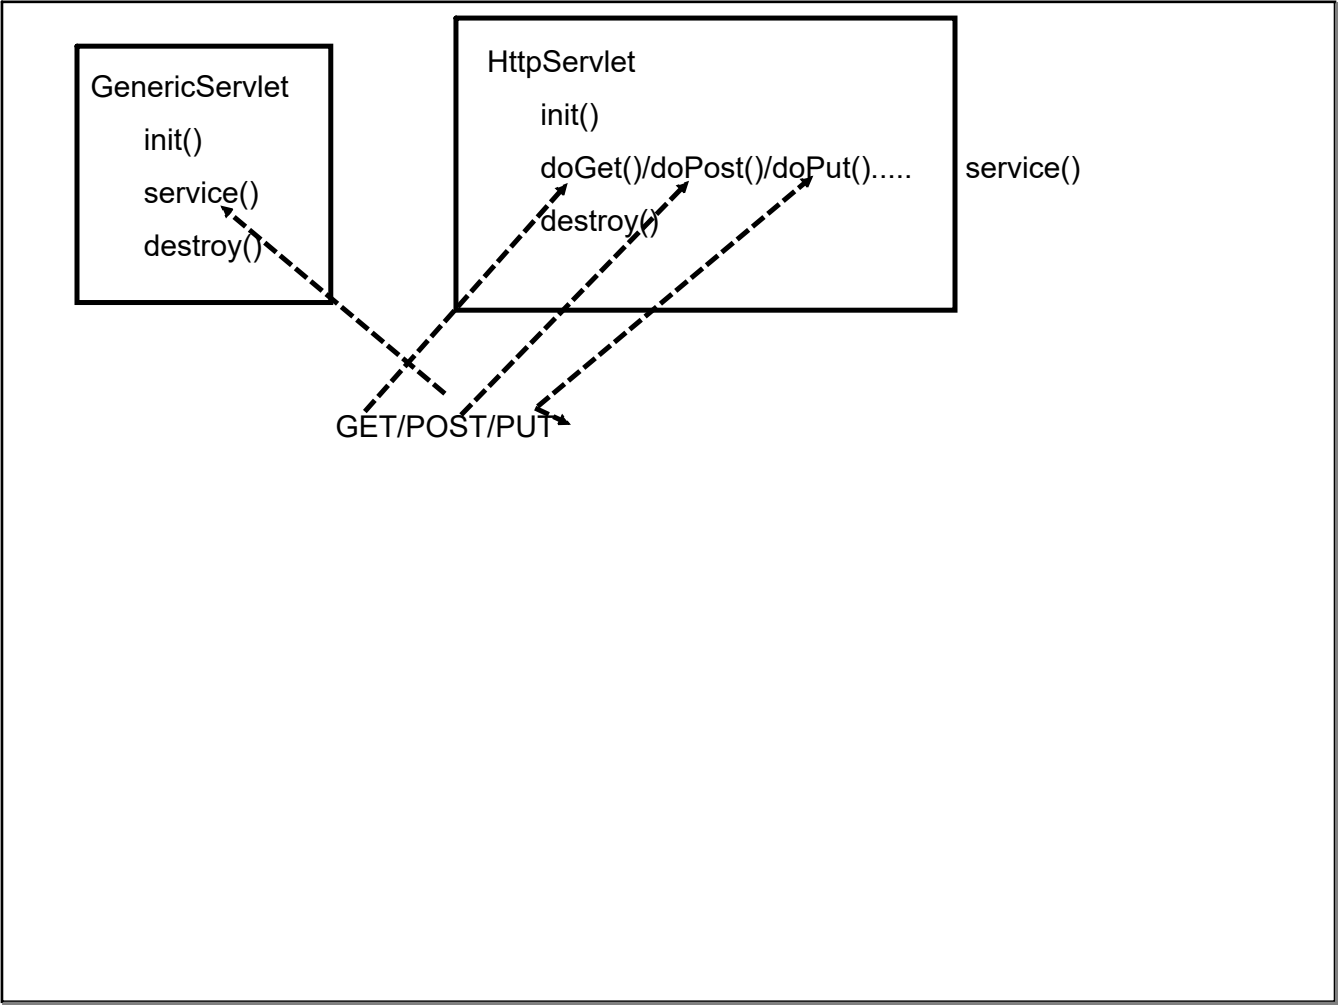 GenericServlet
init()
service()
destroy()
HttpServlet
init()
doGet()/doPost()/doPut().....
service()
destroy()
GET/POST/PUT